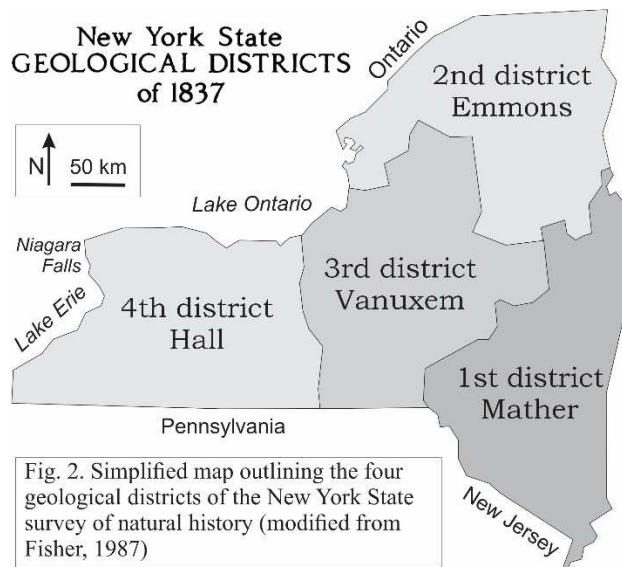 New York State
GEOLOGICAL DISTRICTS
of 1837
N
50 km
Ontario
2nd district
Emmons
Lake Ontario
Niagara
Falls
Lake Erie
3rd district
Vanuxem
4th district
Hall
1st district
Mather
Pennsylvania
New Jersey
Fig. 2. Simplified map outlining the four
geological districts of the New York State
survey of natural history (modified from
Fisher, 1987)